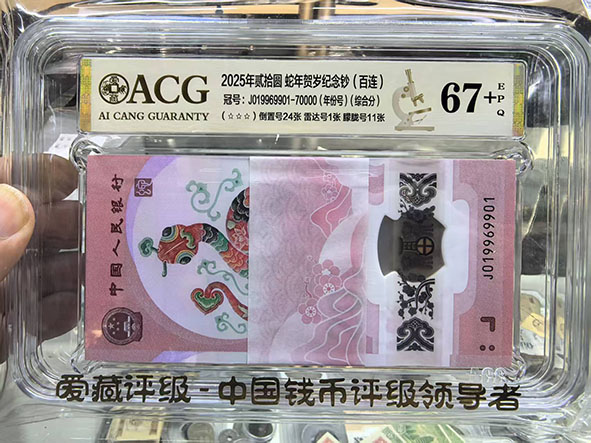 ACG
AI CANG GUARANTY
2025年贰拾圆 蛇年贺岁纪念钞（百连）
冠号：J019969901-70000（年份号）（综合分）
（☆☆☆）倒置号24张 雷达号1张 朦胧号11张
67+
EPQ
中国人民银行
J019969901
爱藏评级-中国钱币评级领导者